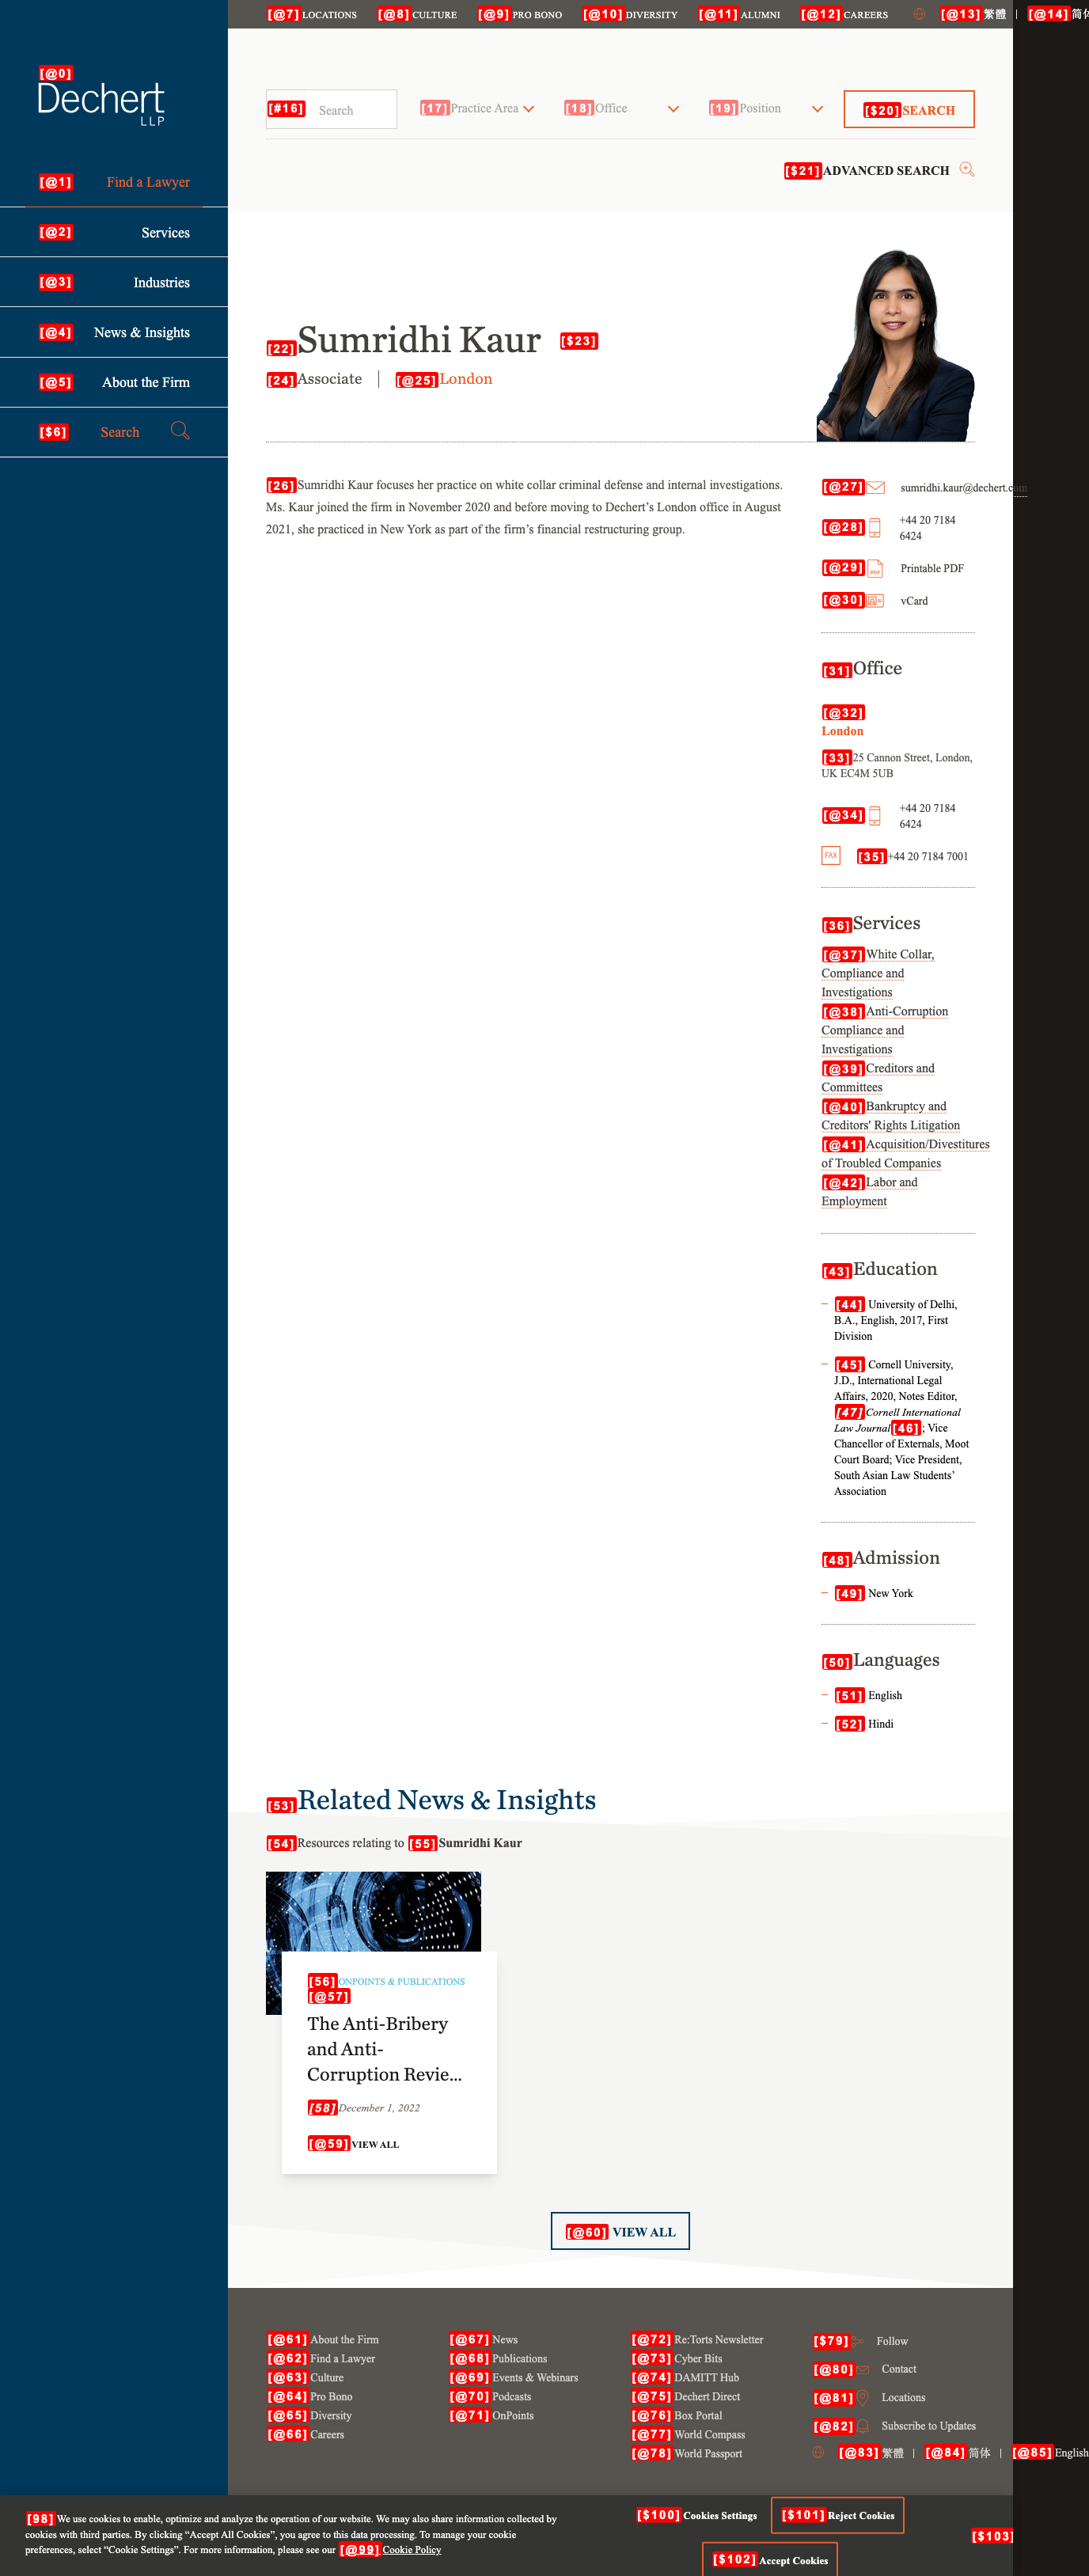 [@7] LOCATIONS [@8] CULTURE [@9] PRO BONO [@10] DIVERSITY [@11] ALUMNI [@12] CAREERS [@13] 繁體 | [@14] 简体
[@0]
Dechert
LLP
[@1] Find a Lawyer
[@2] Services
[@3] Industries
[@4] News & Insights
[@5] About the Firm
[$6] Search
[#16] Search [17]Practice Area [18]Office [19]Position [$20]SEARCH
[$21]ADVANCED SEARCH
[22]Sumridhi Kaur [$23]
[24]Associate | [@25]London
[26]Sumridhi Kaur focuses her practice on white collar criminal defense and internal investigations.
Ms. Kaur joined the firm in November 2020 and before moving to Dechert's London office in August
2021, she practiced in New York as part of the firm's financial restructuring group.
[@27] sumridhi.kaur@dechert.com
[@28] +44 20 7184
6424
[@29] PDF Printable PDF
[@30] vCard
[31]Office
[@32]
London
[33]25 Cannon Street, London,
UK EC4M 5UB
[@34] +44 20 7184
6424
FAX [35]+44 20 7184 7001
[36]Services
[@37]White Collar,
Compliance and
Investigations
[@38]Anti-Corruption
Compliance and
Investigations
[@39]Creditors and
Committees
[@40]Bankruptcy and
Creditors' Rights Litigation
[@41]Acquisition/Divestitures
of Troubled Companies
[@42]Labor and
Employment
[43]Education
– [44] University of Delhi,
B.A., English, 2017, First
Division
– [45] Cornell University,
J.D., International Legal
Affairs, 2020, Notes Editor,
[47]Cornell International
Law Journal[46]; Vice
Chancellor of Externals, Moot
Court Board; Vice President,
South Asian Law Students'
Association
[48]Admission
– [49] New York
[50]Languages
– [51] English
– [52] Hindi
[53]Related News & Insights
[54]Resources relating to [55]Sumridhi Kaur
[56]ONPOINTS & PUBLICATIONS
[@57]
The Anti-Bribery
and Anti-
Corruption Revie...
[58]December 1, 2022
[@59]VIEW ALL
[@60] VIEW ALL
[@61]About the Firm
[@62]Find a Lawyer
[@63]Culture
[@64]Pro Bono
[@65]Diversity
[@66]Careers
[@67]News
[@68]Publications
[@69]Events & Webinars
[@70]Podcasts
[@71]OnPoints
[@72]Re:Torts Newsletter
[@73]Cyber Bits
[@74]DAMITT Hub
[@75]Dechert Direct
[@76]Box Portal
[@77]World Compass
[@78]World Passport
[$79] Follow
[@80] Contact
[@81] Locations
[@82] Subscribe to Updates
[@83]繁體 | [@84]简体 | [@85]English
[98]We use cookies to enable, optimize and analyze the operation of our website. We may also share information collected by
cookies with third parties. By clicking “Accept All Cookies”, you agree to this data processing. To manage your cookie
preferences, select “Cookie Settings”. For more information, please see our [@99]Cookie Policy
[$100]Cookies Settings [$101]Reject Cookies
[$102]Accept Cookies
[$103]